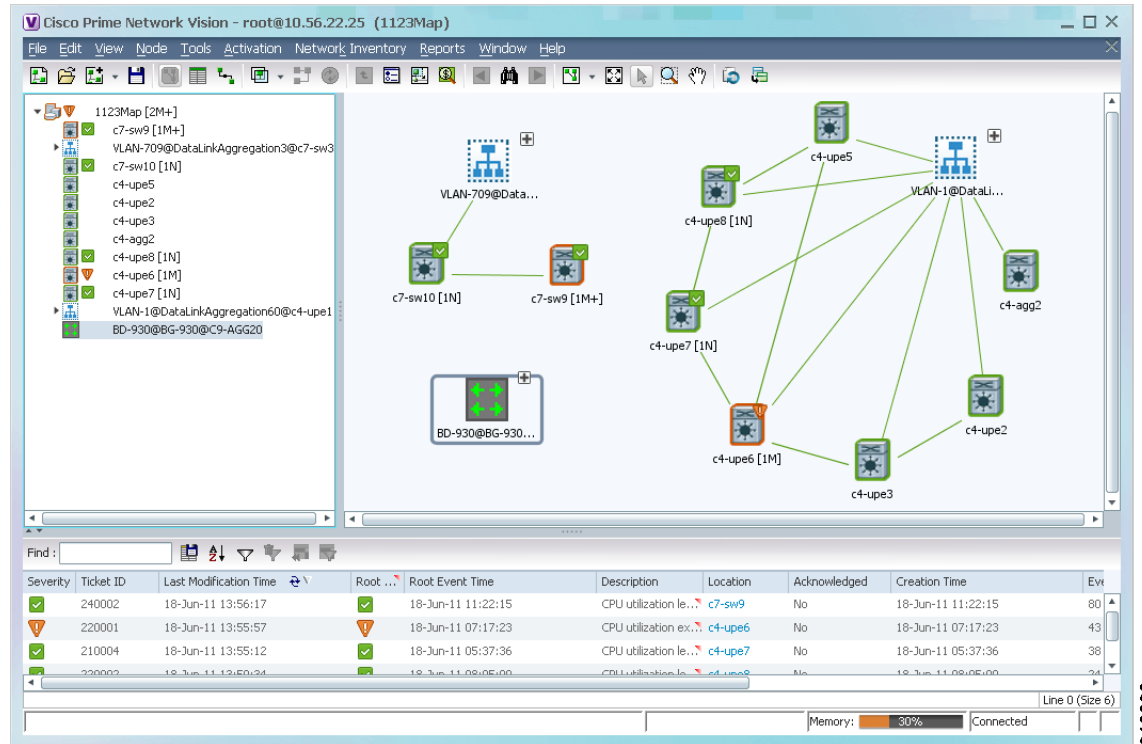 Cisco Prime Network Vision - root@10.56.22.25 (1123Map)
File Edit View Node Tools Activation Network Inventory Reports Window Help
1123Map [2M+]
c7-sw9 [1M+]
VLAN-709@DataLinkAggregation3@c7-sw3
c7-sw10 [1N]
c4-upe5
c4-upe2
c4-upe3
c4-agg2
c4-upe8 [1N]
c4-upe6 [1M]
c4-upe7 [1N]
VLAN-1@DataLinkAggregation60@c4-upe1
BD-930@BG-930@C9-AGG20
c4-upe5
VLAN-709@Data...
VLAN-1@DataLi...
c4-upe8 [1N]
c7-sw10 [1N]
c7-sw9 [1M+]
c4-agg2
c4-upe7 [1N]
BD-930@BG-930...
c4-upe2
c4-upe6 [1M]
c4-upe3
Find :
Severity Ticket ID Last Modification Time Root ... Root Event Time Description Location Acknowledged Creation Time Eve
240002 18-Jun-11 13:56:17 18-Jun-11 11:22:15 CPU utilization le... c7-sw9 No 18-Jun-11 11:22:15 80
220001 18-Jun-11 13:55:57 18-Jun-11 07:17:23 CPU utilization ex... c4-upe6 No 18-Jun-11 07:17:23 43
210004 18-Jun-11 13:55:12 18-Jun-11 05:37:36 CPU utilization le... c4-upe7 No 18-Jun-11 05:37:36 38
Line 0 (Size 6)
Memory: 30% Connected